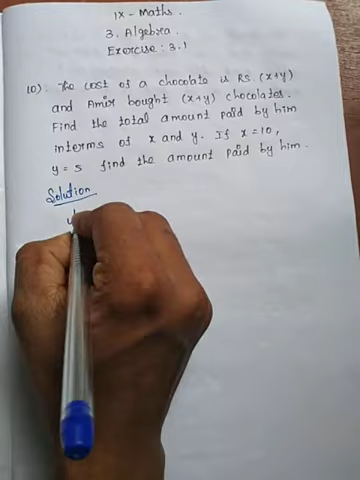 IX - Maths.
3. Algebra.
Exercise: 3.1
10). The cost of a chocolate is Rs. (x+y)
and Amir bought (x+y) chocolates.
Find the total amount paid by him
interms of x and y. If x = 10,
y = 5 find the amount paid by him.
Solution